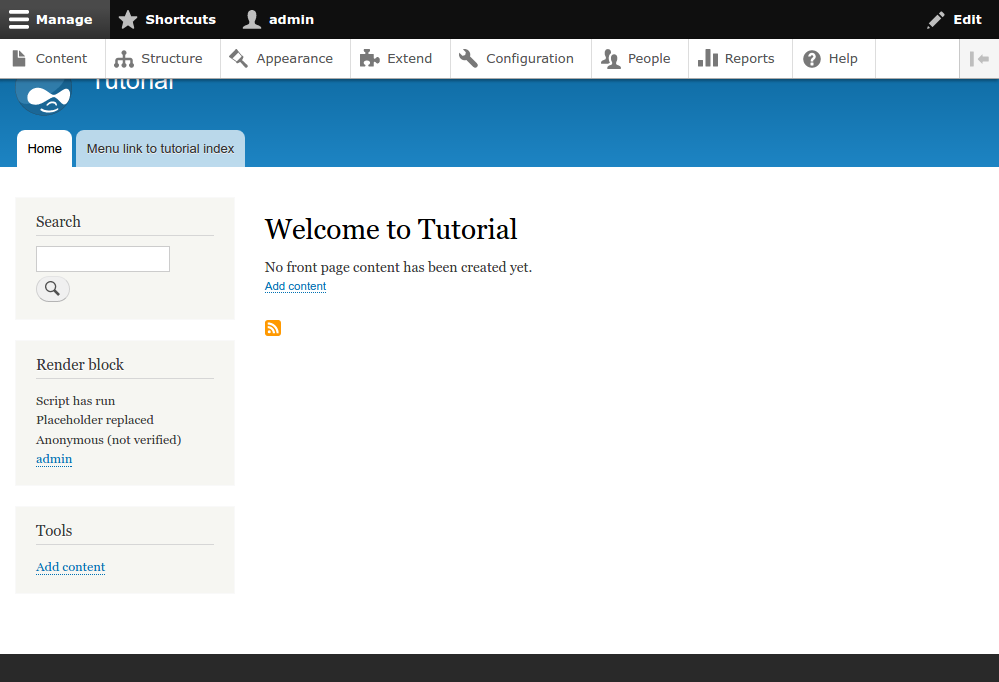 Manage Shortcuts admin Edit
Content Structure Appearance Extend Configuration People Reports Help
Tutorial
Home Menu link to tutorial index
Search
Welcome to Tutorial
No front page content has been created yet.
Add content
Render block
Script has run
Placeholder replaced
Anonymous (not verified)
admin
Tools
Add content